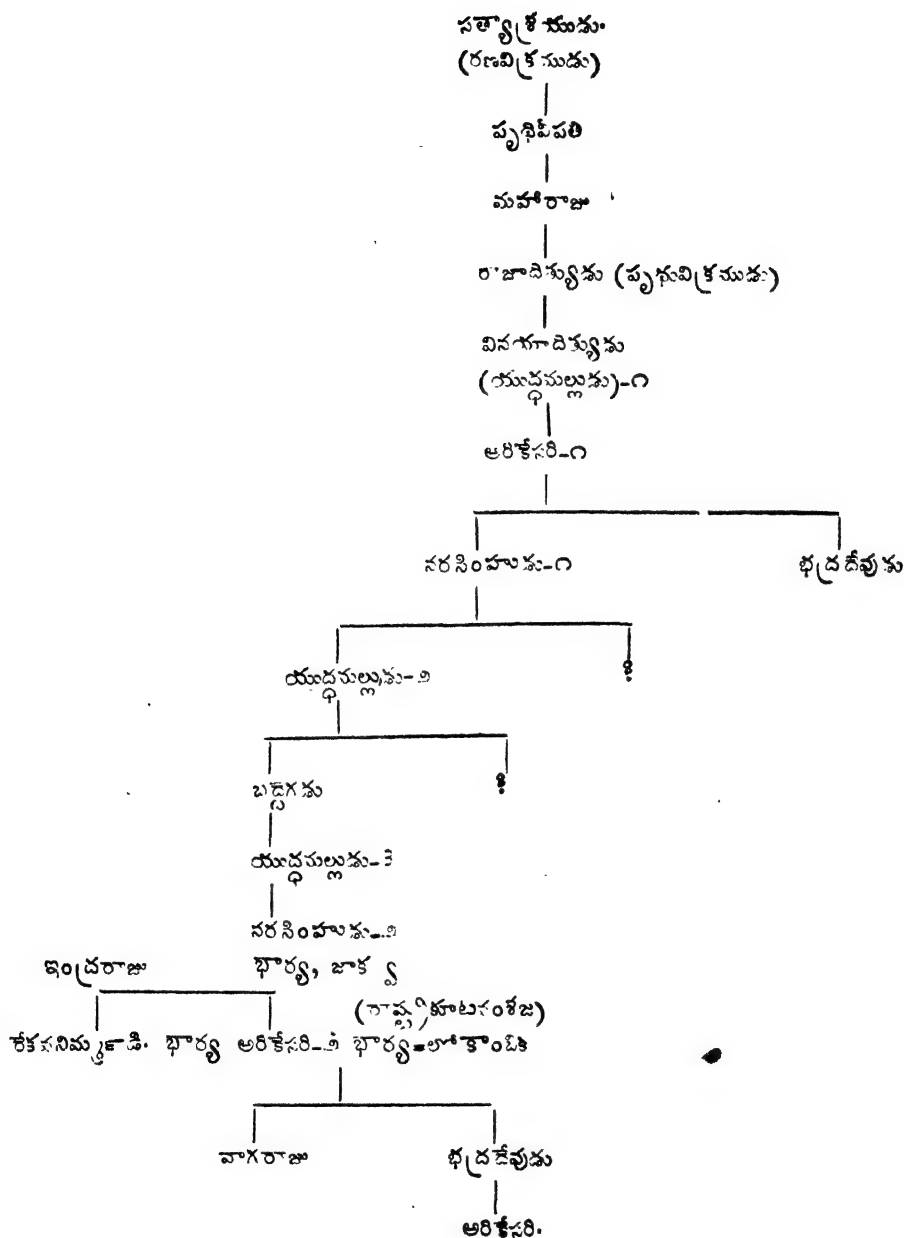 సత్యాశ్రయుడు.
(రణవిక్రముడు)
పృథివీపతి
మహారాజు
రాజాదిత్యుడు (పృథువిక్రముడు)
వినయాదిత్యుడు
(యుద్ధమల్లుడు)-౧
అరికేసరి-౧
నరసింహుడు-౧ భద్రదేవుడు
యుద్ధమల్లుడు-౨ ?
బద్దెగడు ?
యుద్ధమల్లుడు-౩
నరసింహుడు-౨
ఇంద్రరాజు భార్య, జాకవ్వ
(రాష్ట్రకూటవంశజ)
రేకవనిమ్మడి. భార్య అరికేసరి-౨ భార్య=లోకాంబిక
వాగరాజు భద్రదేవుడు
అరికేసరి.